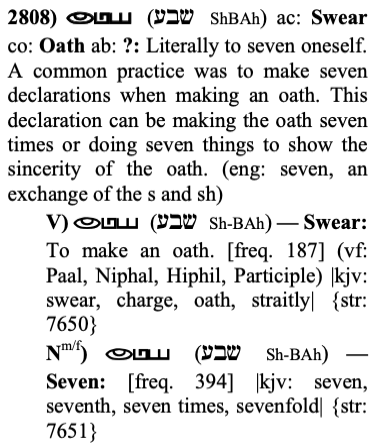 2808) (שבע ShBAh) ac: Swear
co: Oath ab: ?: Literally to seven oneself.
A common practice was to make seven
declarations when making an oath. This
declaration can be making the oath seven
times or doing seven things to show the
sincerity of the oath. (eng: seven, an
exchange of the s and sh)
V) (שבע Sh-BAh) — Swear:
To make an oath. [freq. 187] (vf:
Paal, Niphal, Hiphil, Participle) |kjv:
swear, charge, oath, straitly| {str:
7650}
Nm/f) (שבע Sh-BAh) —
Seven: [freq. 394] |kjv: seven,
seventh, seven times, sevenfold| {str:
7651}